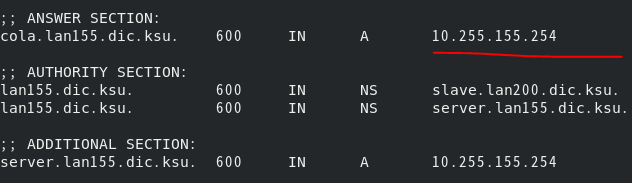 ;; ANSWER SECTION:
cola.lan155.dic.ksu. 600 IN A 10.255.155.254
;; AUTHORITY SECTION:
lan155.dic.ksu. 600 IN NS slave.lan200.dic.ksu.
lan155.dic.ksu. 600 IN NS server.lan155.dic.ksu.
;; ADDITIONAL SECTION:
server.lan155.dic.ksu. 600 IN A 10.255.155.254